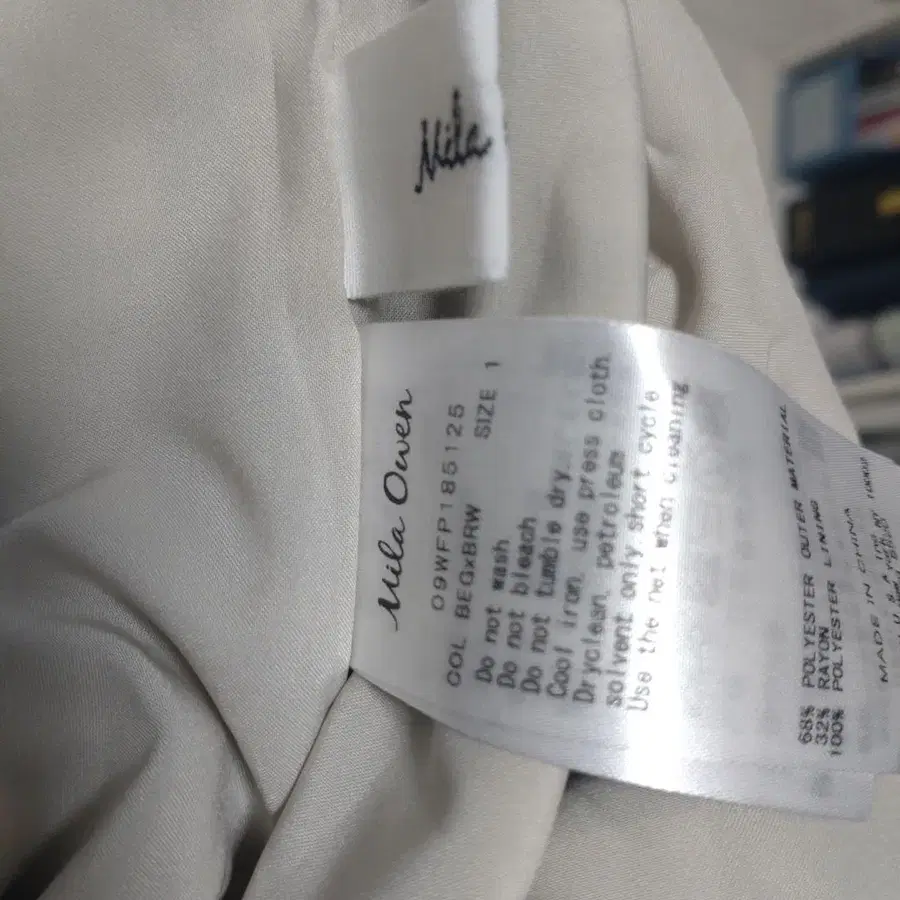 Mila
Mila Owen
09WFP185125
COL BEGxBRW SIZE 1
Do not wash
Do not bleach
Do not tumble dry.
Cool iron, use press cloth
Dryclean, petroleum
solvent only short cycle
Use the net when cleaning
68% POLYESTER OUTER MATERIAL
32% RAYON
100% POLYESTER LINING
MADE IN CHINA